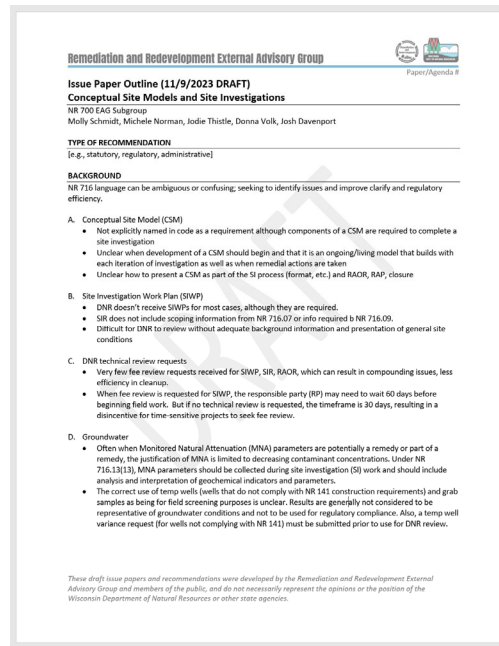 Remediation and Redevelopment External Advisory Group
Paper/Agenda #
Issue Paper Outline (11/9/2023 DRAFT)
Conceptual Site Models and Site Investigations
NR 700 EAG Subgroup
Molly Schmidt, Michele Norman, Jodie Thistle, Donna Volk, Josh Davenport
TYPE OF RECOMMENDATION
[e.g., statutory, regulatory, administrative]
BACKGROUND
NR 716 language can be ambiguous or confusing; seeking to identify issues and improve clarify and regulatory
efficiency.
A. Conceptual Site Model (CSM)
• Not explicitly named in code as a requirement although components of a CSM are required to complete a
site investigation
• Unclear when development of a CSM should begin and that it is an ongoing/living model that builds with
each iteration of investigation as well as when remedial actions are taken
• Unclear how to present a CSM as part of the SI process (format, etc.) and RAOR, RAP, closure
B. Site Investigation Work Plan (SIWP)
• DNR doesn't receive SIWPs for most cases, although they are required.
• SIR does not include scoping information from NR 716.07 or info required b NR 716.09.
• Difficult for DNR to review without adequate background information and presentation of general site
conditions
C. DNR technical review requests
• Very few fee review requests received for SIWP, SIR, RAOR, which can result in compounding issues, less
efficiency in cleanup.
• When fee review is requested for SIWP, the responsible party (RP) may need to wait 60 days before
beginning field work. But if no technical review is requested, the timeframe is 30 days, resulting in a
disincentive for time-sensitive projects to seek fee review.
D. Groundwater
• Often when Monitored Natural Attenuation (MNA) parameters are potentially a remedy or part of a
remedy, the justification of MNA is limited to decreasing contaminant concentrations. Under NR
716.13(13), MNA parameters should be collected during site investigation (SI) work and should include
analysis and interpretation of geochemical indicators and parameters.
• The correct use of temp wells (wells that do not comply with NR 141 construction requirements) and grab
samples as being for field screening purposes is unclear. Results are generally not considered to be
representative of groundwater conditions and not to be used for regulatory compliance. Also, a temp well
variance request (for wells not complying with NR 141) must be submitted prior to use for DNR review.
DRAFT
These draft issue papers and recommendations were developed by the Remediation and Redevelopment External
Advisory Group and members of the public, and do not necessarily represent the opinions or the position of the
Wisconsin Department of Natural Resources or other state agencies.